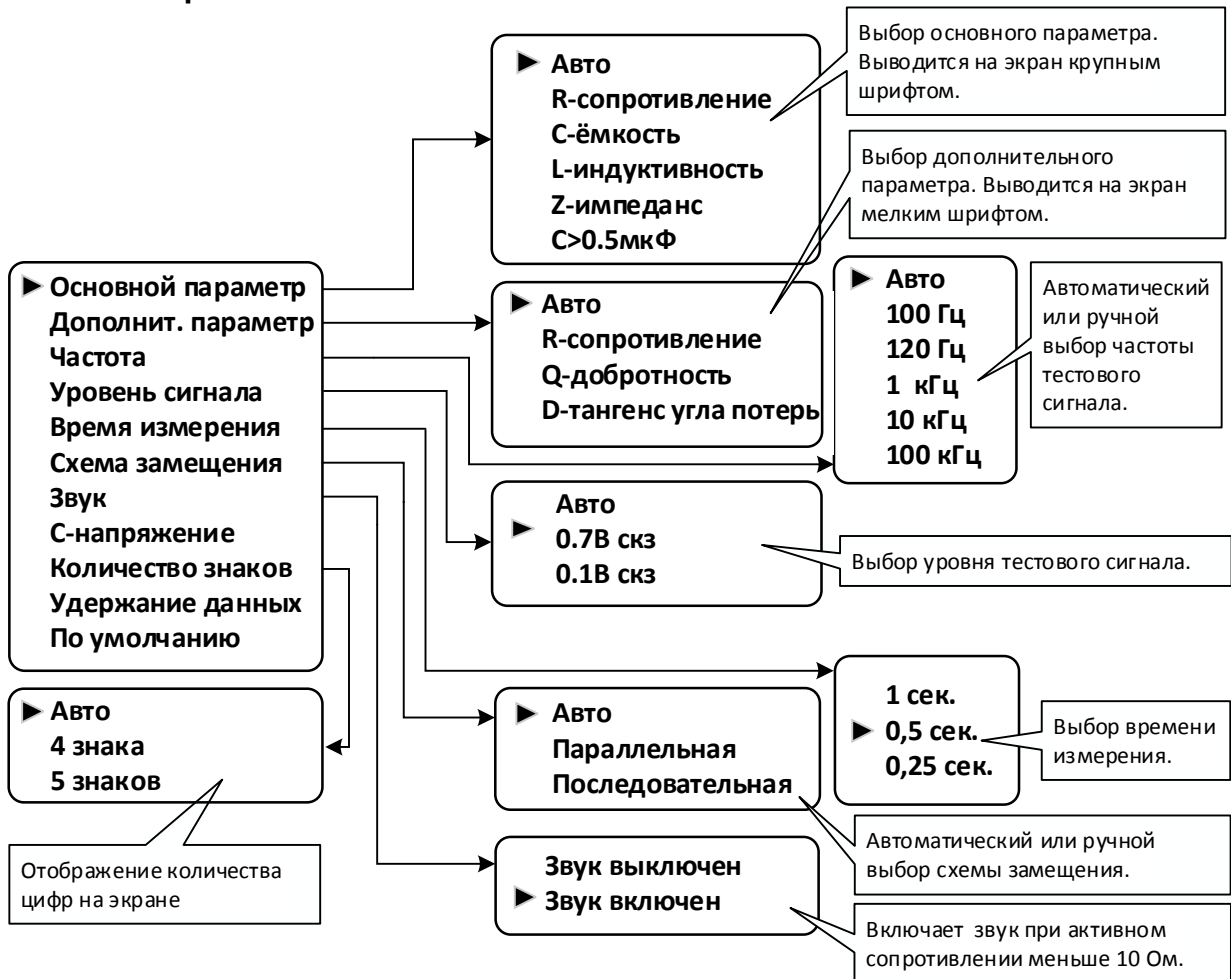 ► Авто
R-сопротивление
С-ёмкость
L-индуктивность
Z-импеданс
C>0.5мкФ
Выбор основного параметра.
Выводится на экран крупным
шрифтом.
Выбор дополнительного
параметра. Выводится на экран
мелким шрифтом.
► Основной параметр
Дополнит. параметр
Частота
Уровень сигнала
Время измерения
Схема замещения
Звук
С-напряжение
Количество знаков
Удержание данных
По умолчанию
► Авто
R-сопротивление
Q-добротность
D-тангенс угла потерь
► Авто
100 Гц
120 Гц
1 кГц
10 кГц
100 кГц
Автоматический
или ручной
выбор частоты
тестового
сигнала.
Авто
► 0.7В скз
0.1В скз
Выбор уровня тестового сигнала.
► Авто
4 знака
5 знаков
Отображение количества
цифр на экране
► Авто
Параллельная
Последовательная
1 сек.
► 0,5 сек.
0,25 сек.
Выбор времени
измерения.
Автоматический или ручной
выбор схемы замещения.
Звук выключен
► Звук включен
Включает звук при активном
сопротивлении меньше 10 Ом.